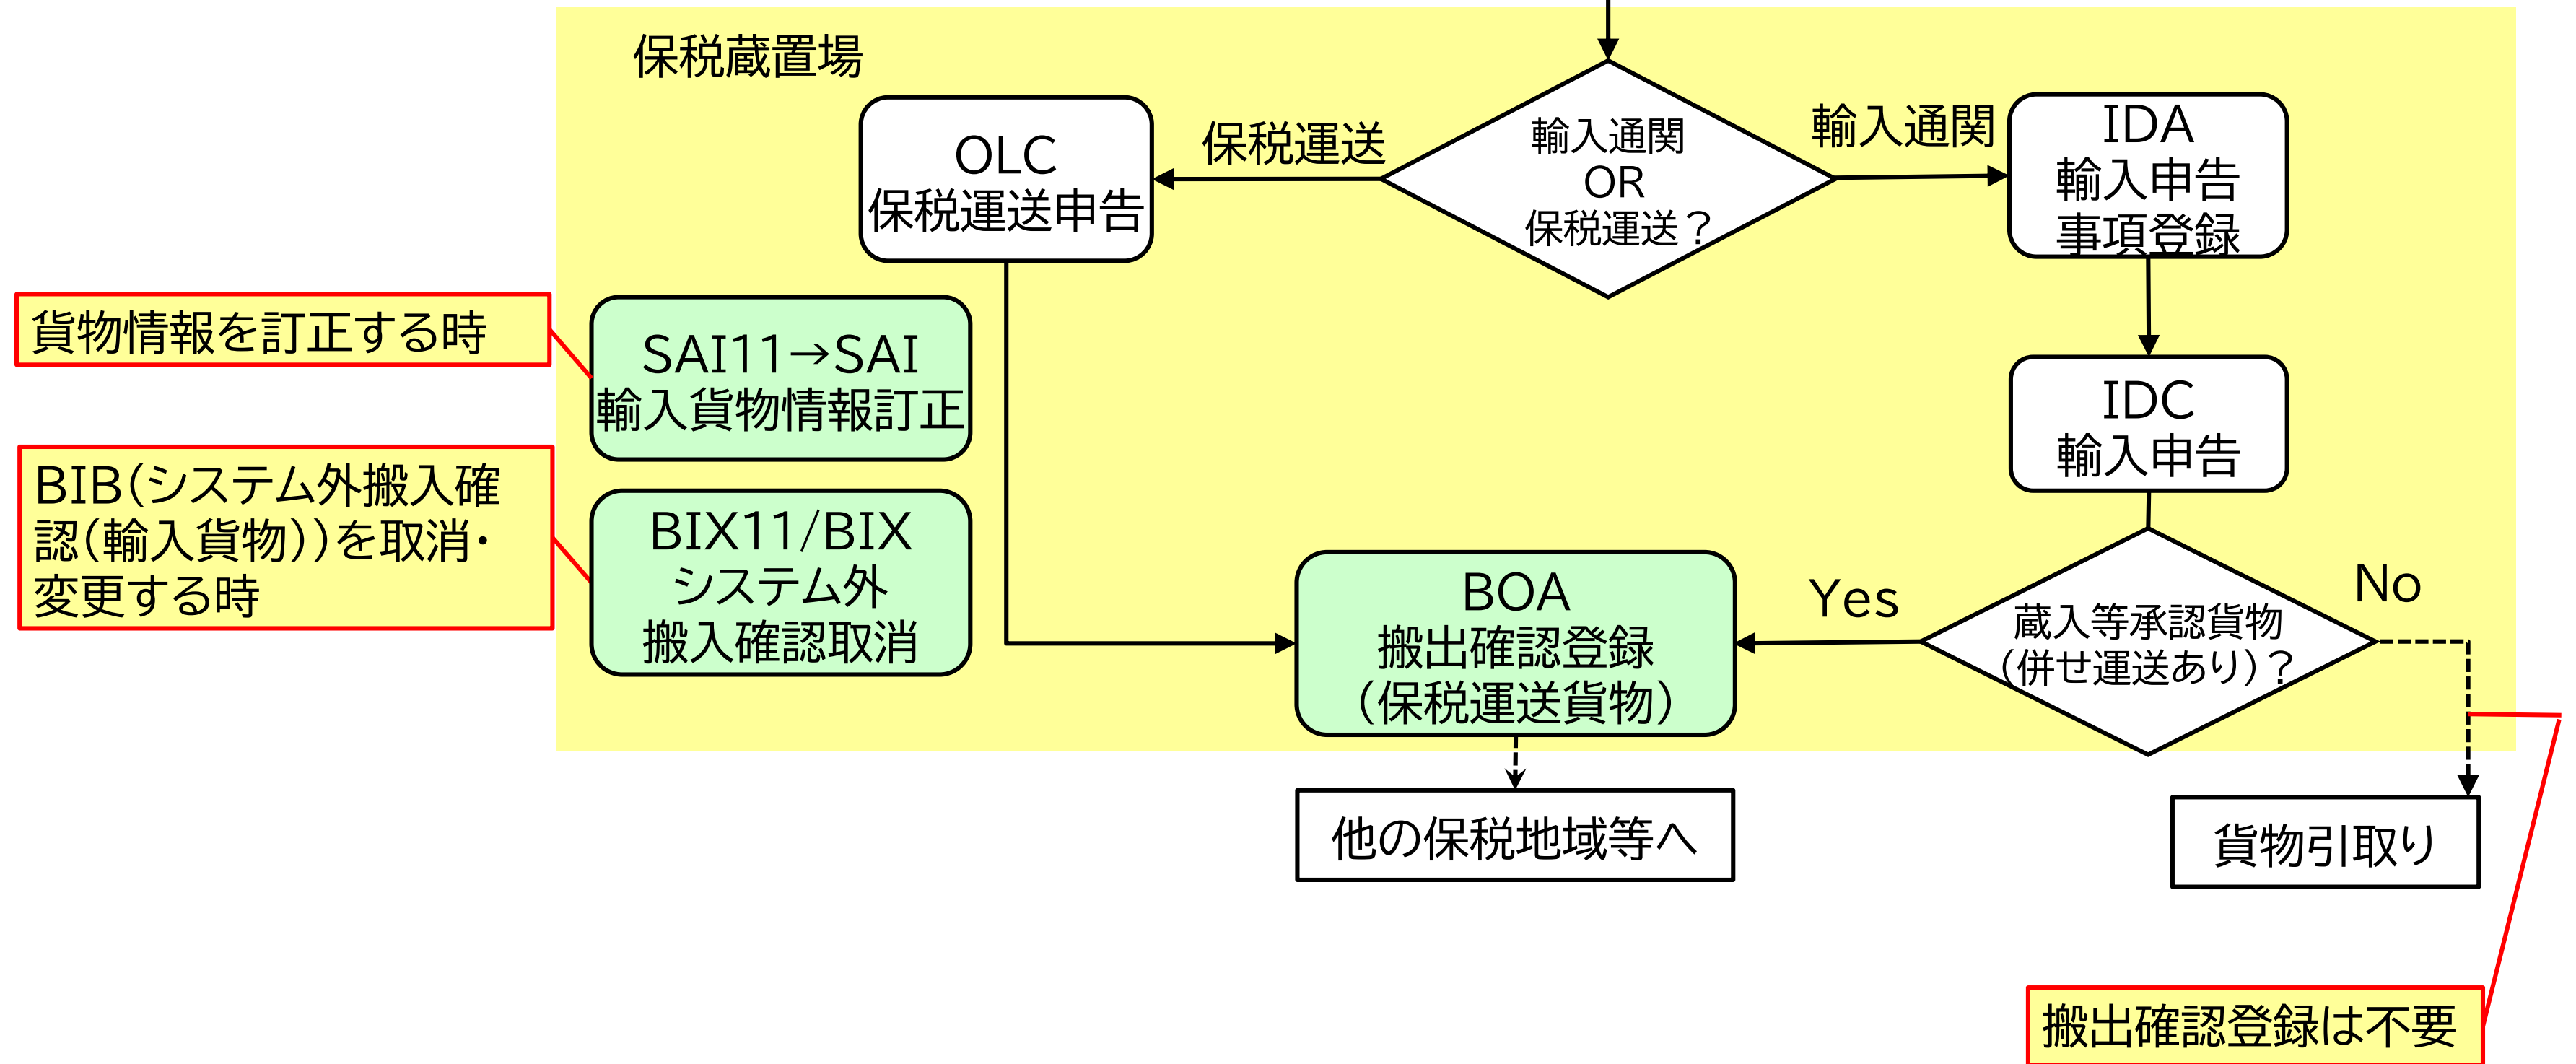 保税蔵置場
OLC
保税運送申告
保税運送
輸入通関
OR
保税運送？
輸入通関
IDA
輸入申告
事項登録
貨物情報を訂正する時
SAI11→SAI
輸入貨物情報訂正
IDC
輸入申告
BIB（システム外搬入確
認（輸入貨物））を取消・
変更する時
BIX11/BIX
システム外
搬入確認取消
BOA
搬出確認登録
（保税運送貨物）
Yes
蔵入等承認貨物
（併せ運送あり）？
No
他の保税地域等へ
貨物引取り
搬出確認登録は不要